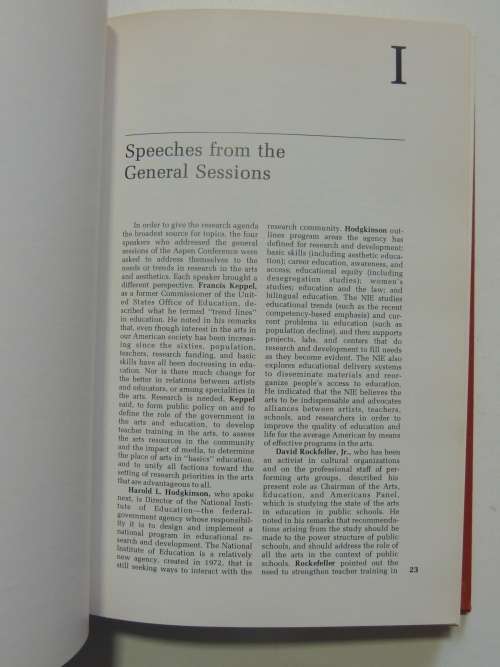 I
Speeches from the
General Sessions
In order to give the research agenda
the broadest source for topics, the four
speakers who addressed the general
sessions of the Aspen Conference were
asked to address themselves to the
needs or trends in research in the arts
and aesthetics. Each speaker brought a
different perspective. Francis Keppel,
as a former Commissioner of the Unit-
ed States Office of Education, de-
scribed what he termed "trend lines"
in education. He noted in his remarks
that, even though interest in the arts in
our American society has been increas-
ing since the sixties, population,
teachers, research funding, and basic
skills have all been decreasing in edu-
cation. Nor is there much change for
the better in relations between artists
and educators, or among specialities in
the arts. Research is needed, Keppel
said, to form public policy on and to
define the role of the government in
the arts and education, to develop
teacher training in the arts, to assess
the arts resources in the community
and the impact of media, to determine
the place of arts in "basics" education,
and to unify all factions toward the
setting of research priorities in the arts
that are advantageous to all.
Harold L. Hodgkinson, who spoke
next, is Director of the National Insti-
tute of Education—the federal-
government agency whose responsibil-
ity it is to design and implement a
national program in educational re-
search and development. The National
Institute of Education is a relatively
new agency, created in 1972, that is
still seeking ways to interact with the
research community. Hodgkinson out-
lines program areas the agency has
defined for research and development:
basic skills (including aesthetic educa-
tion); career education, awareness, and
access; educational equity (including
desegregation studies); women's
studies; education and the law; and
bilingual education. The NIE studies
educational trends (such as the recent
competency-based emphasis) and cur-
rent problems in education (such as
population decline), and then supports
projects, labs, and centers that do
research and development to fill needs
as they become evident. The NIE also
explores educational delivery systems
to disseminate materials and reor-
ganize people's access to education.
He indicated that the NIE believes the
arts to be indispensable and advocates
alliances between artists, teachers,
schools, and researchers in order to
improve the quality of education and
life for the average American by means
of effective programs in the arts.
David Rockfeller, Jr., who has been
an activist in cultural organizations
and on the professional staff of per-
forming arts groups, described his
present role as Chairman of the Arts,
Education, and Americans Panel,
which is studying the state of the arts
in education in public schools. He
noted in his remarks that recommenda-
tions arising from the study should be
made to the power structure of public
schools, and should address the role of
all the arts in the context of public
schools. Rockefeller pointed out the
need to strengthen teacher training in
23